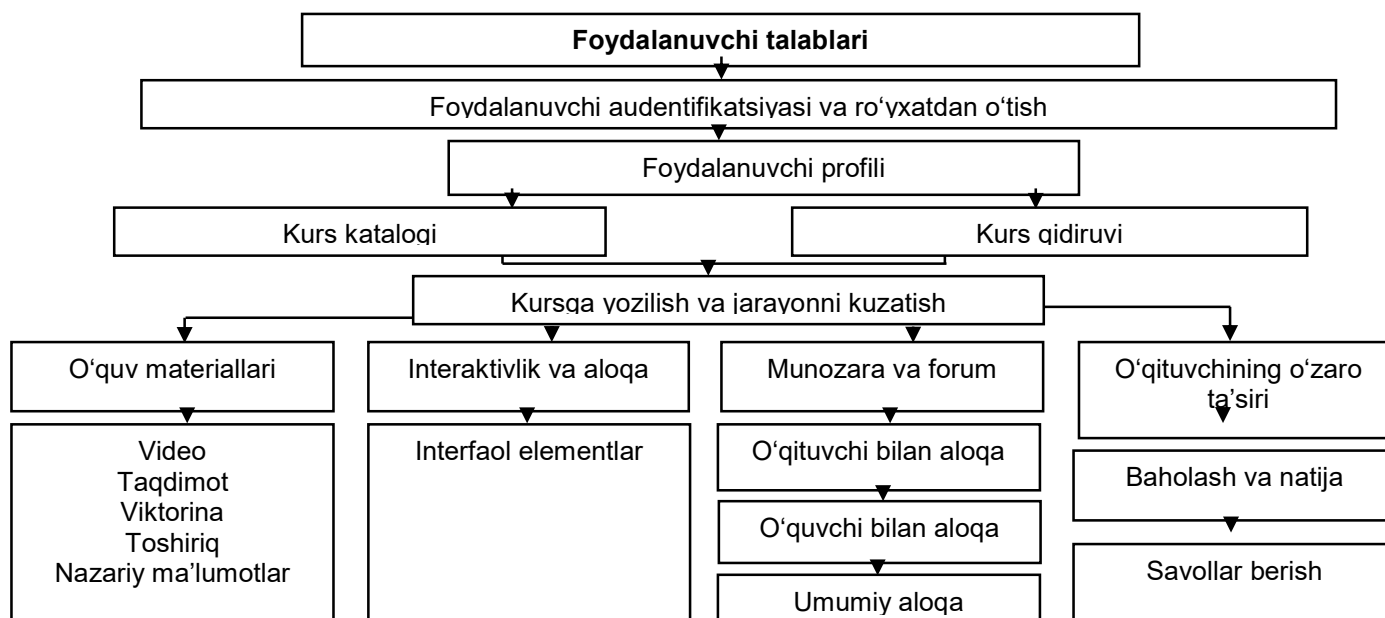 Foydalanuvchi talablari
Foydalanuvchi audentifikatsiyasi va ro‘yxatdan o‘tish
Foydalanuvchi profili
Kurs katalogi
Kurs qidiruvi
Kursga yozilish va jarayonni kuzatish
O‘quv materiallari
Interaktivlik va aloqa
Munozara va forum
O‘qituvchining o‘zaro
ta’siri
Video
Taqdimot
Viktorina
Toshiriq
Nazariy ma’lumotlar
Interfaol elementlar
O‘qituvchi bilan aloqa
O‘quvchi bilan aloqa
Umumiy aloqa
Baholash va natija
Savollar berish